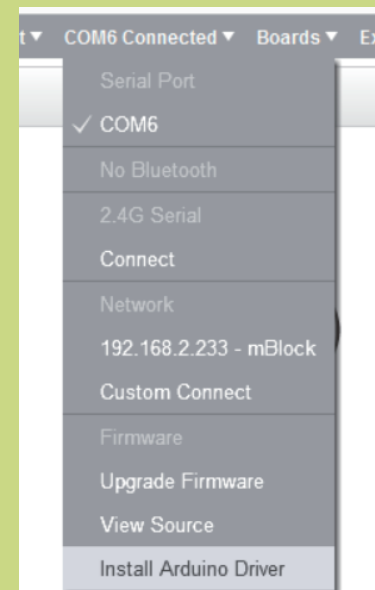 t ▼ COM6 Connected ▼ Boards ▼ Ex
Serial Port
✓ COM6
No Bluetooth
2.4G Serial
Connect
Network
192.168.2.233 - mBlock
Custom Connect
Firmware
Upgrade Firmware
View Source
Install Arduino Driver